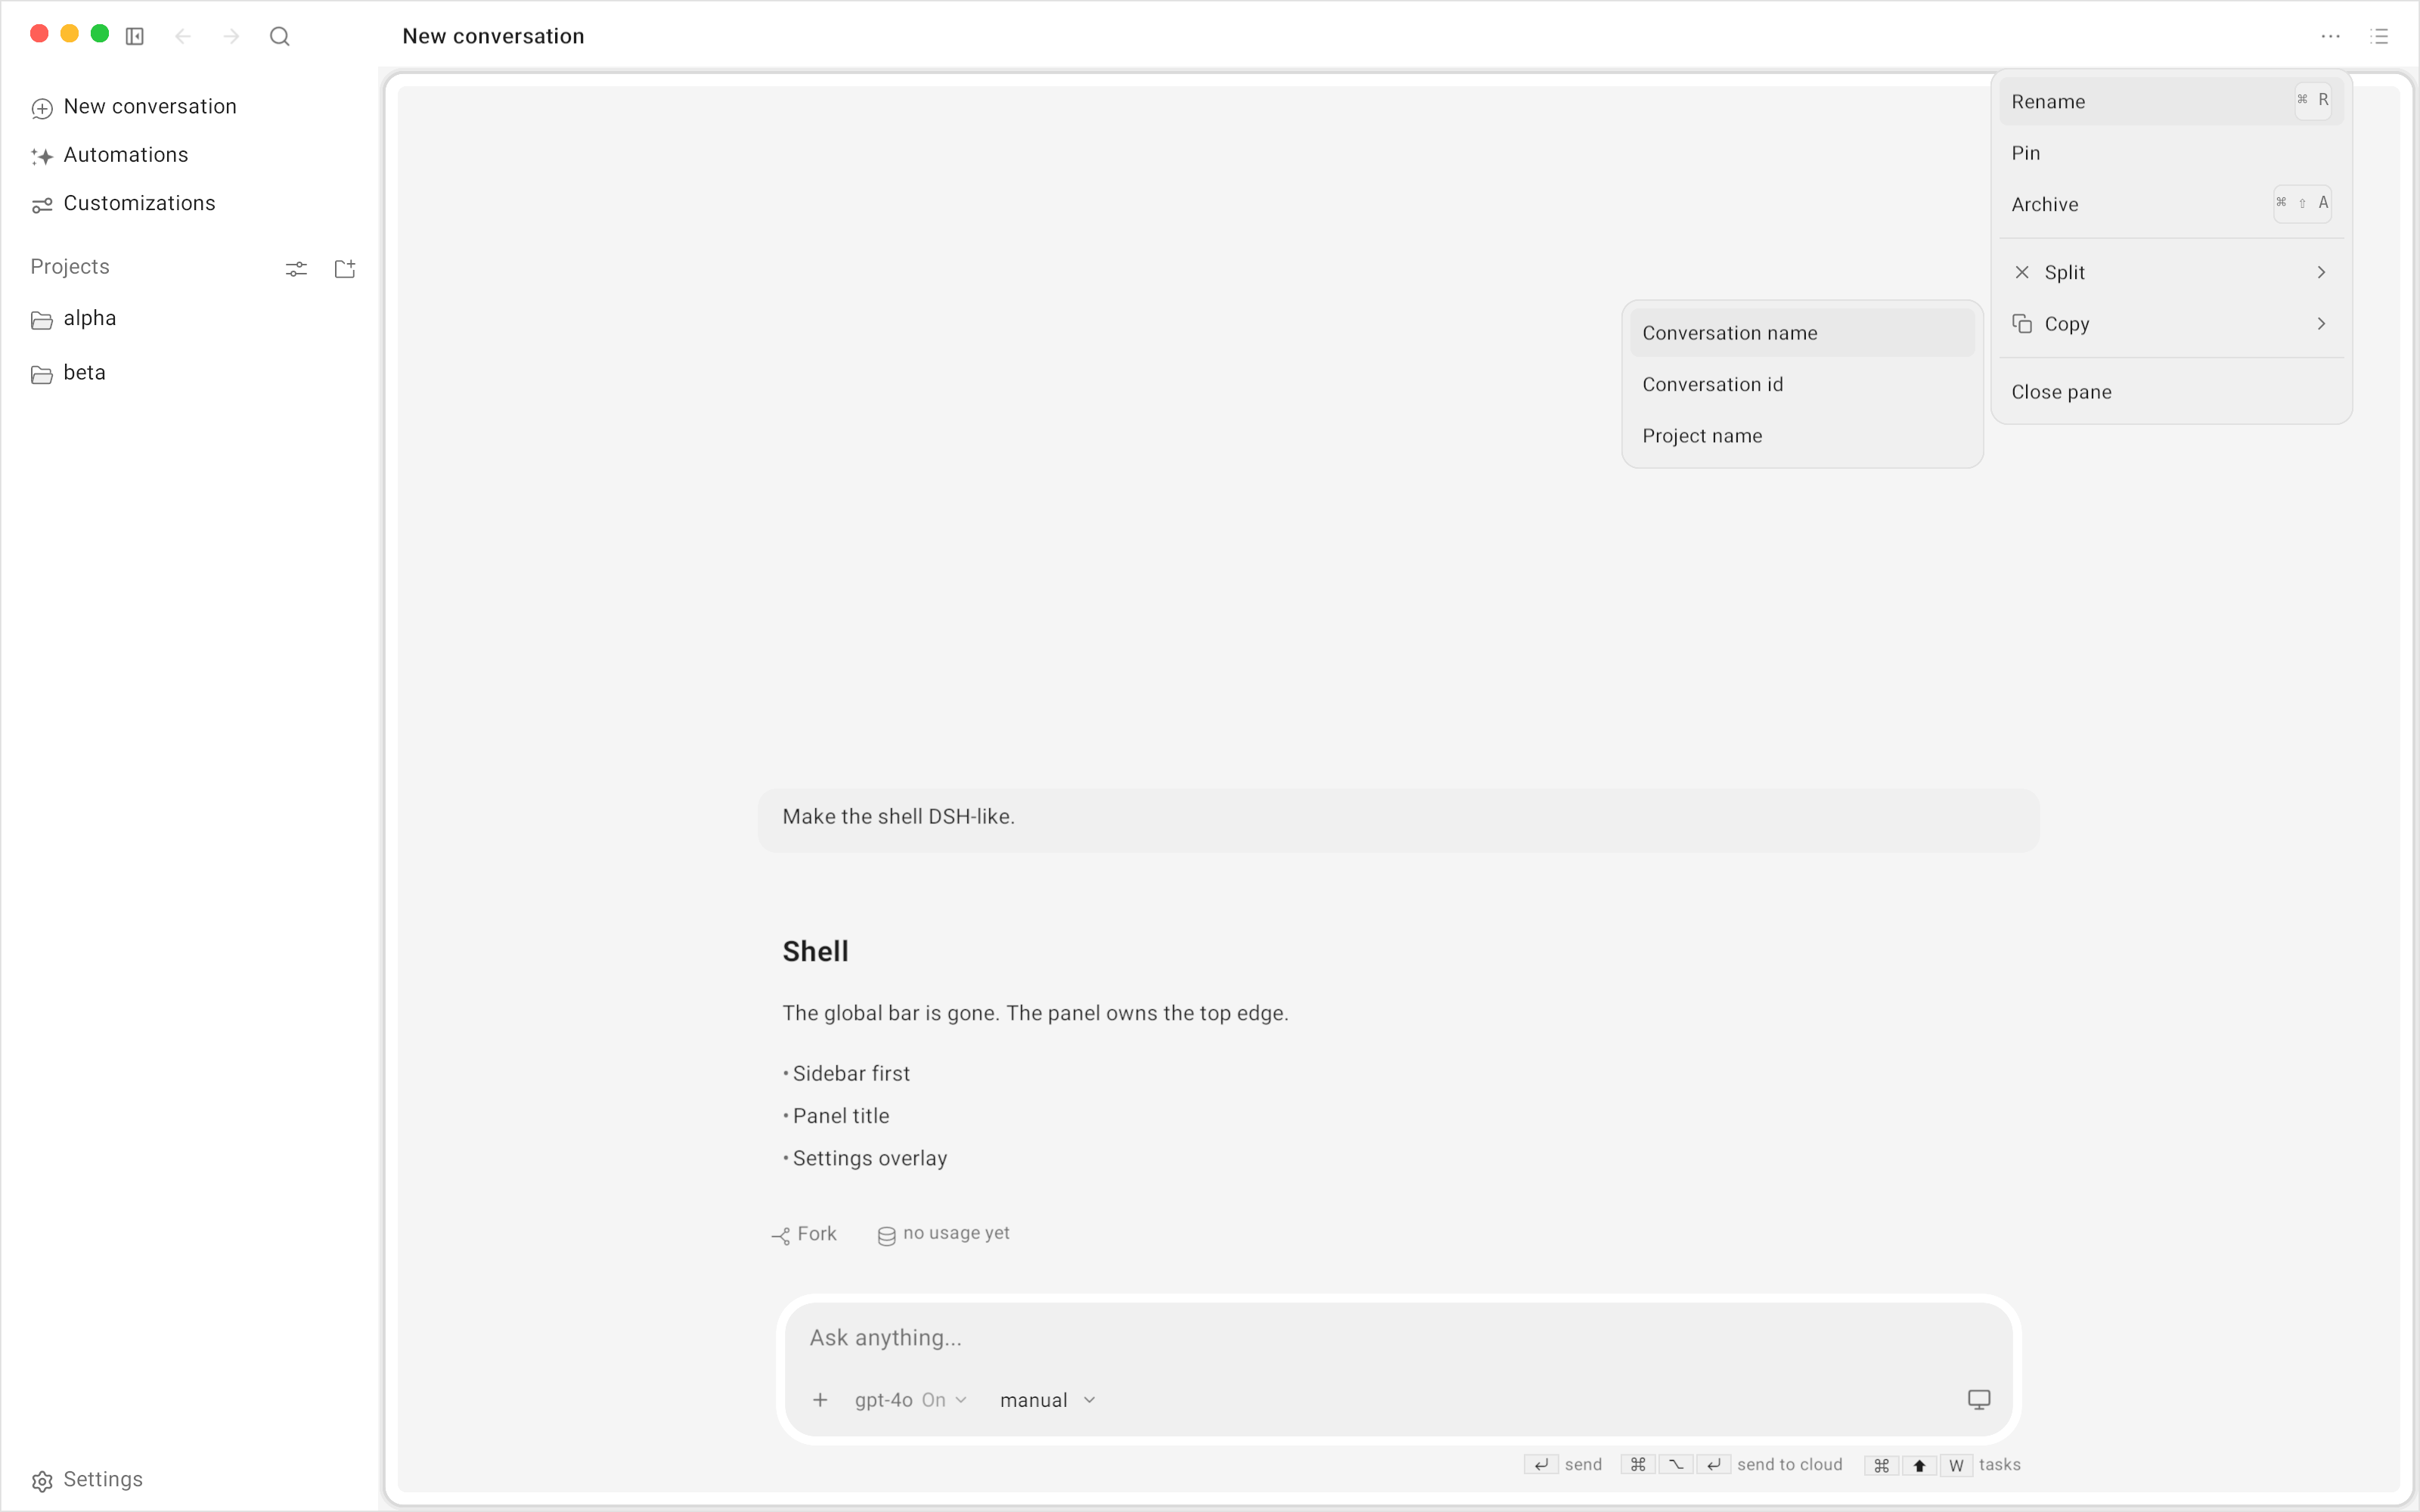 New conversation
New conversation
Automations
Customizations
Projects
alpha
beta
Settings
Rename ⌘ R
Pin
Archive ⌘ ⇧ A
Split
Copy
Close pane
Conversation name
Conversation id
Project name
Make the shell DSH-like.
Shell
The global bar is gone. The panel owns the top edge.
• Sidebar first
• Panel title
• Settings overlay
Fork no usage yet
Ask anything...
gpt-4o On manual
↵ send ⌘ ⌥ ↵ send to cloud ⌘ ⬆ W tasks